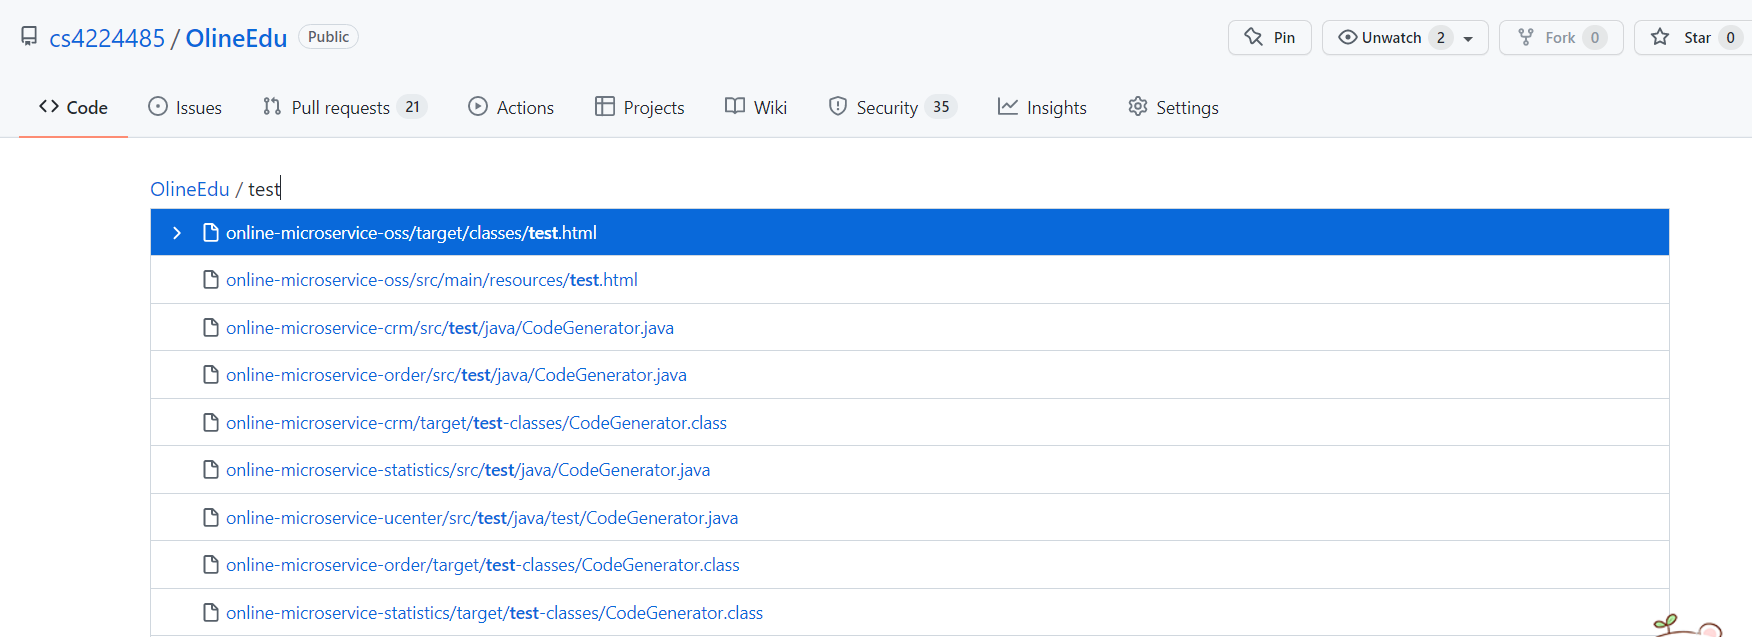 cs4224485 / OlineEdu Public Pin Unwatch 2 Fork 0 Star 0
Code Issues Pull requests 21 Actions Projects Wiki Security 35 Insights Settings
OlineEdu / test
online-microservice-oss/target/classes/test.html
online-microservice-oss/src/main/resources/test.html
online-microservice-crm/src/test/java/CodeGenerator.java
online-microservice-order/src/test/java/CodeGenerator.java
online-microservice-crm/target/test-classes/CodeGenerator.class
online-microservice-statistics/src/test/java/CodeGenerator.java
online-microservice-ucenter/src/test/java/test/CodeGenerator.java
online-microservice-order/target/test-classes/CodeGenerator.class
online-microservice-statistics/target/test-classes/CodeGenerator.class